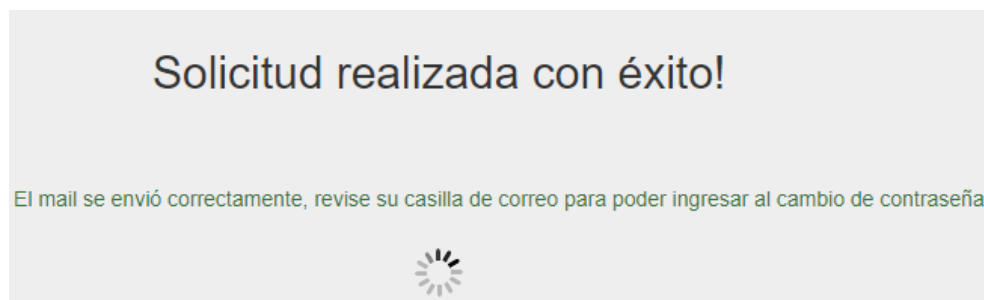 Solicitud realizada con éxito!
El mail se envió correctamente, revise su casilla de correo para poder ingresar al cambio de contraseña